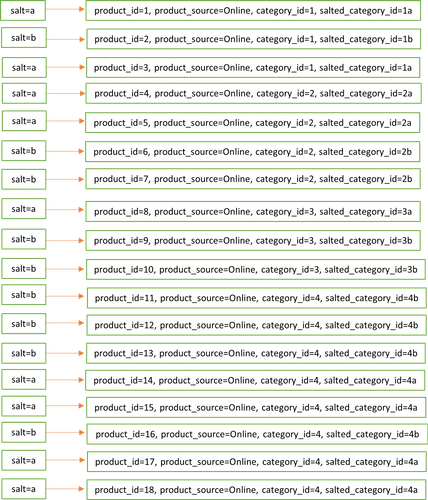 salt=a product_id=1, product_source=Online, category_id=1, salted_category_id=1a
salt=b product_id=2, product_source=Online, category_id=1, salted_category_id=1b
salt=a product_id=3, product_source=Online, category_id=1, salted_category_id=1a
salt=a product_id=4, product_source=Online, category_id=2, salted_category_id=2a
salt=a product_id=5, product_source=Online, category_id=2, salted_category_id=2a
salt=b product_id=6, product_source=Online, category_id=2, salted_category_id=2b
salt=b product_id=7, product_source=Online, category_id=2, salted_category_id=2b
salt=a product_id=8, product_source=Online, category_id=3, salted_category_id=3a
salt=b product_id=9, product_source=Online, category_id=3, salted_category_id=3b
salt=b product_id=10, product_source=Online, category_id=3, salted_category_id=3b
salt=b product_id=11, product_source=Online, category_id=4, salted_category_id=4b
salt=b product_id=12, product_source=Online, category_id=4, salted_category_id=4b
salt=b product_id=13, product_source=Online, category_id=4, salted_category_id=4b
salt=a product_id=14, product_source=Online, category_id=4, salted_category_id=4a
salt=a product_id=15, product_source=Online, category_id=4, salted_category_id=4a
salt=b product_id=16, product_source=Online, category_id=4, salted_category_id=4b
salt=a product_id=17, product_source=Online, category_id=4, salted_category_id=4a
salt=a product_id=18, product_source=Online, category_id=4, salted_category_id=4a